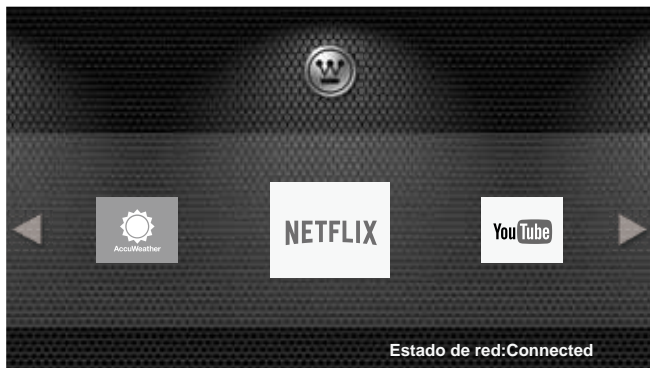 W
AccuWeather
NETFLIX
YouTube
Estado de red:Connected